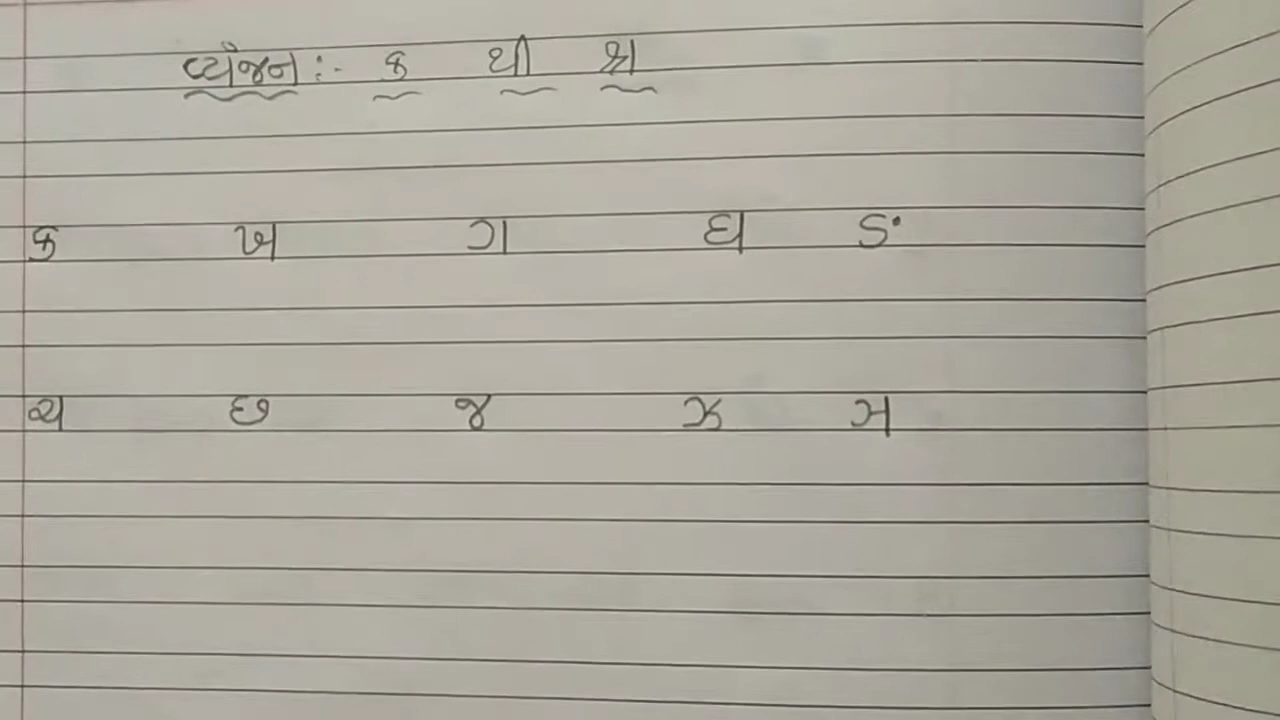 વ્યંજન :- ક થી શ્ર
ક ખ ગ ઘ ઙ
ચ છ જ ઝ ઞ